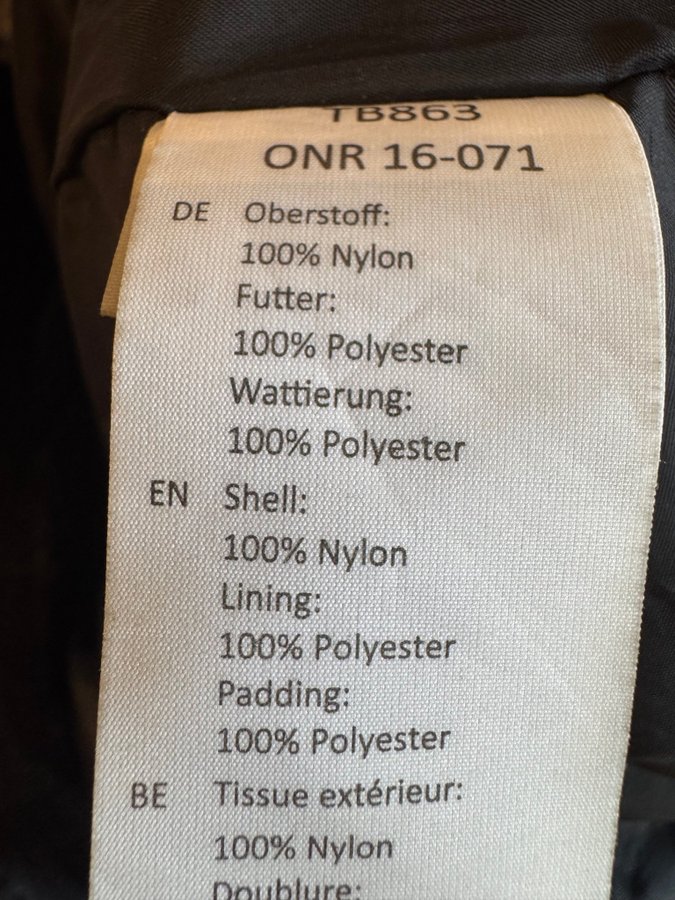 TB863
ONR 16-071
DE Oberstoff:
100% Nylon
Futter:
100% Polyester
Wattierung:
100% Polyester
EN Shell:
100% Nylon
Lining:
100% Polyester
Padding:
100% Polyester
BE Tissue extérieur:
100% Nylon
Doublure: